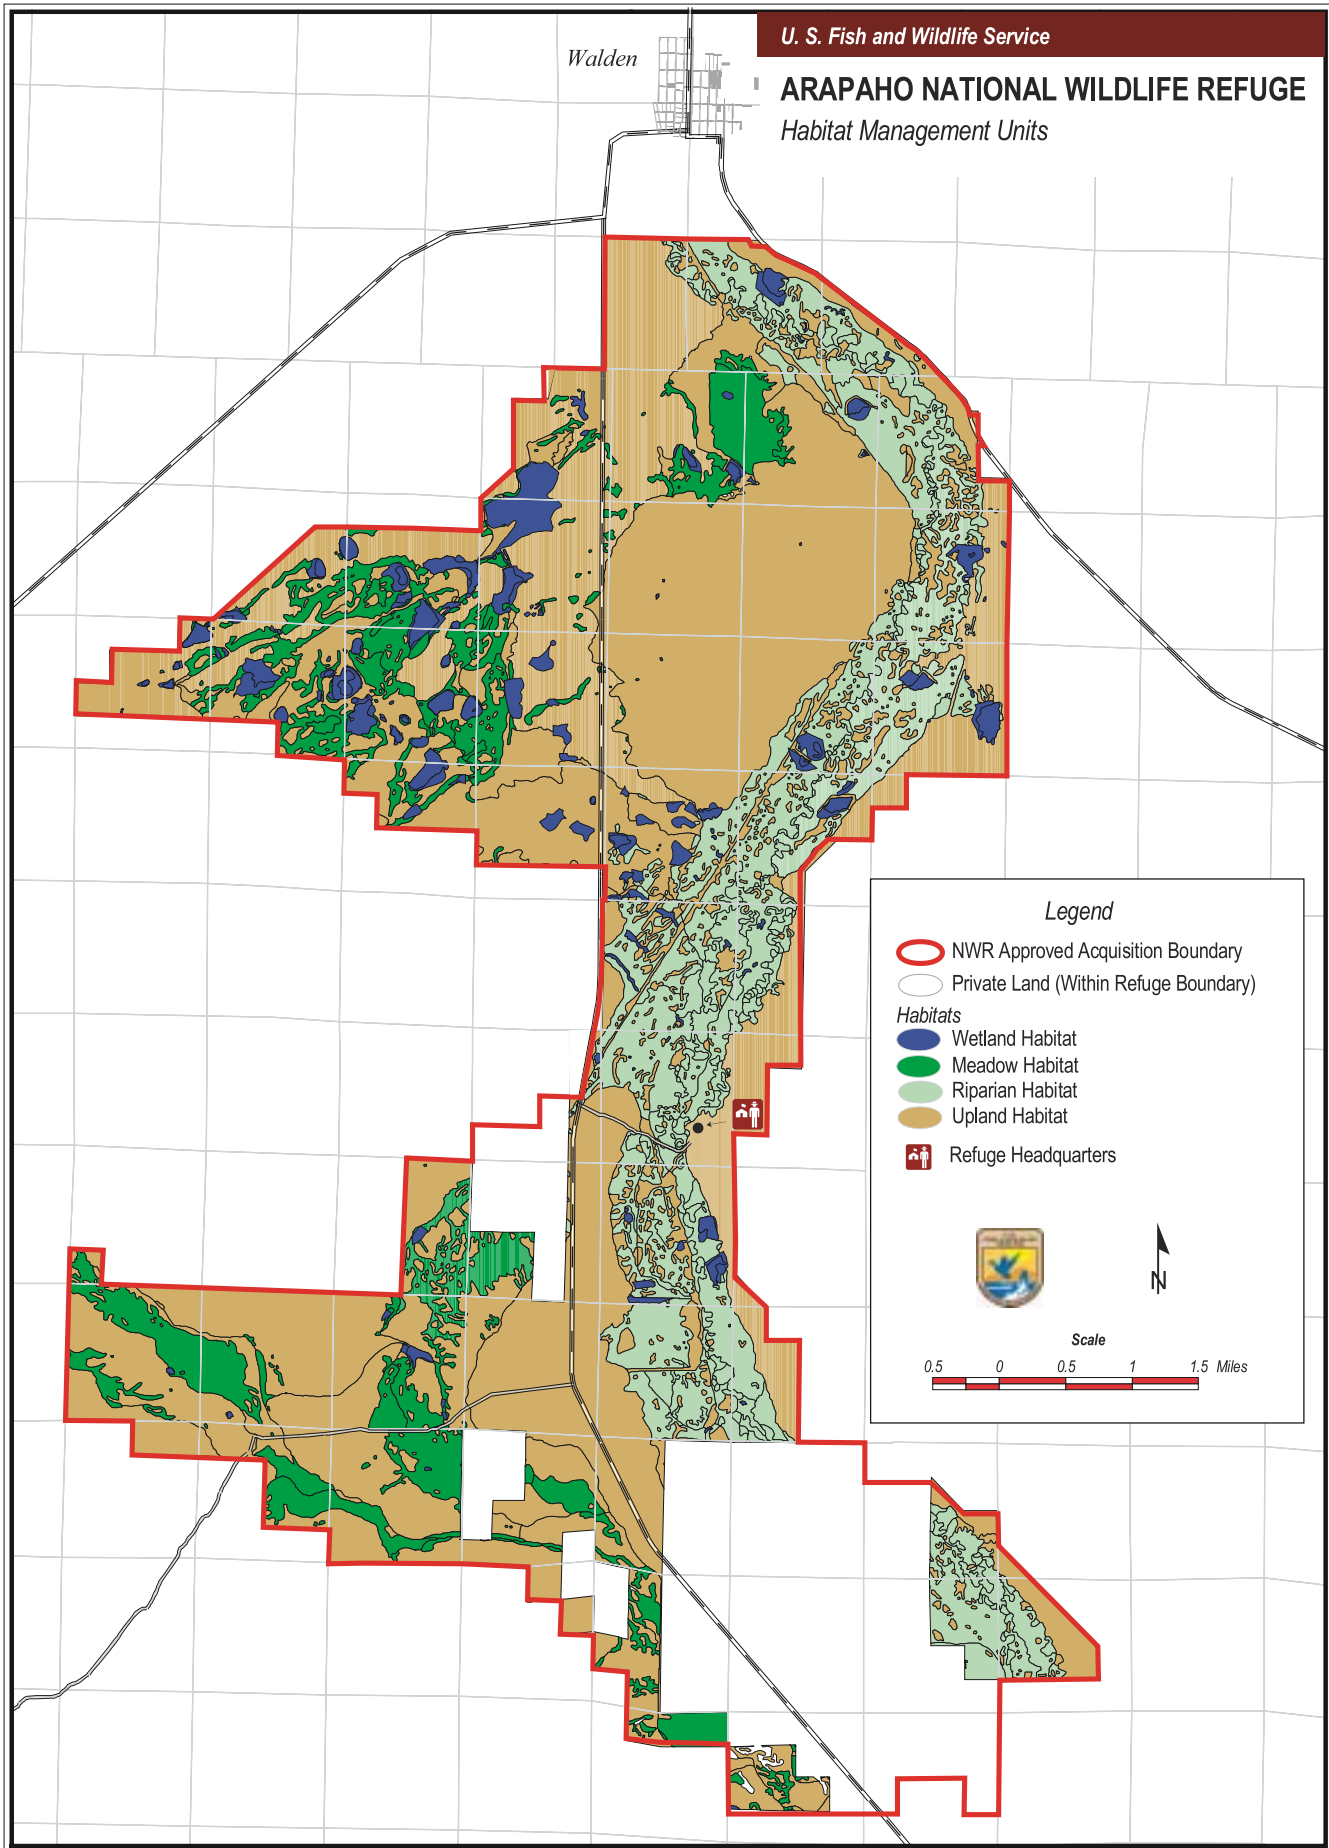 Walden
U. S. Fish and Wildlife Service
ARAPAHO NATIONAL WILDLIFE REFUGE
Habitat Management Units
Legend
NWR Approved Acquisition Boundary
Private Land (Within Refuge Boundary)
Habitats
Wetland Habitat
Meadow Habitat
Riparian Habitat
Upland Habitat
Refuge Headquarters
N
Scale
0.5 0 0.5 1 1.5 Miles